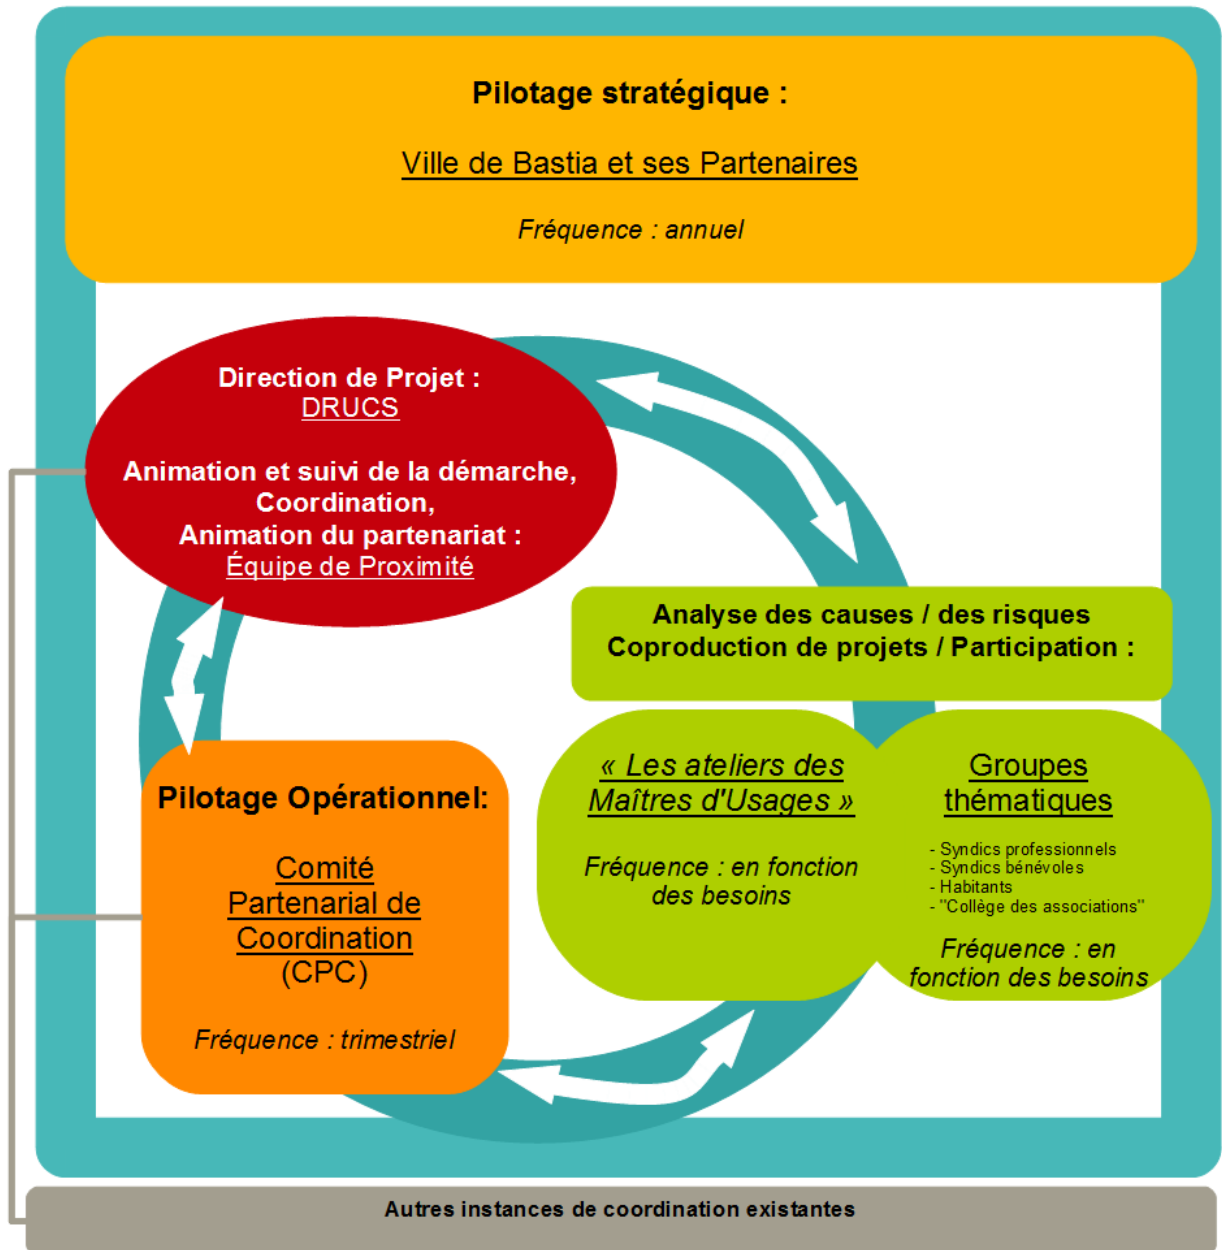 Pilotage stratégique :
Ville de Bastia et ses Partenaires
Fréquence : annuel
Direction de Projet :
DRUCS
Animation et suivi de la démarche,
Coordination,
Animation du partenariat :
Équipe de Proximité
Analyse des causes / des risques
Coproduction de projets / Participation :
« Les ateliers des
Maîtres d'Usages »
Fréquence : en fonction
des besoins
Groupes
thématiques
- Syndics professionnels
- Syndics bénévoles
- Habitants
- "Collège des associations"
Fréquence : en
fonction des besoins
Pilotage Opérationnel:
Comité
Partenarial de
Coordination
(CPC)
Fréquence : trimestriel
Autres instances de coordination existantes